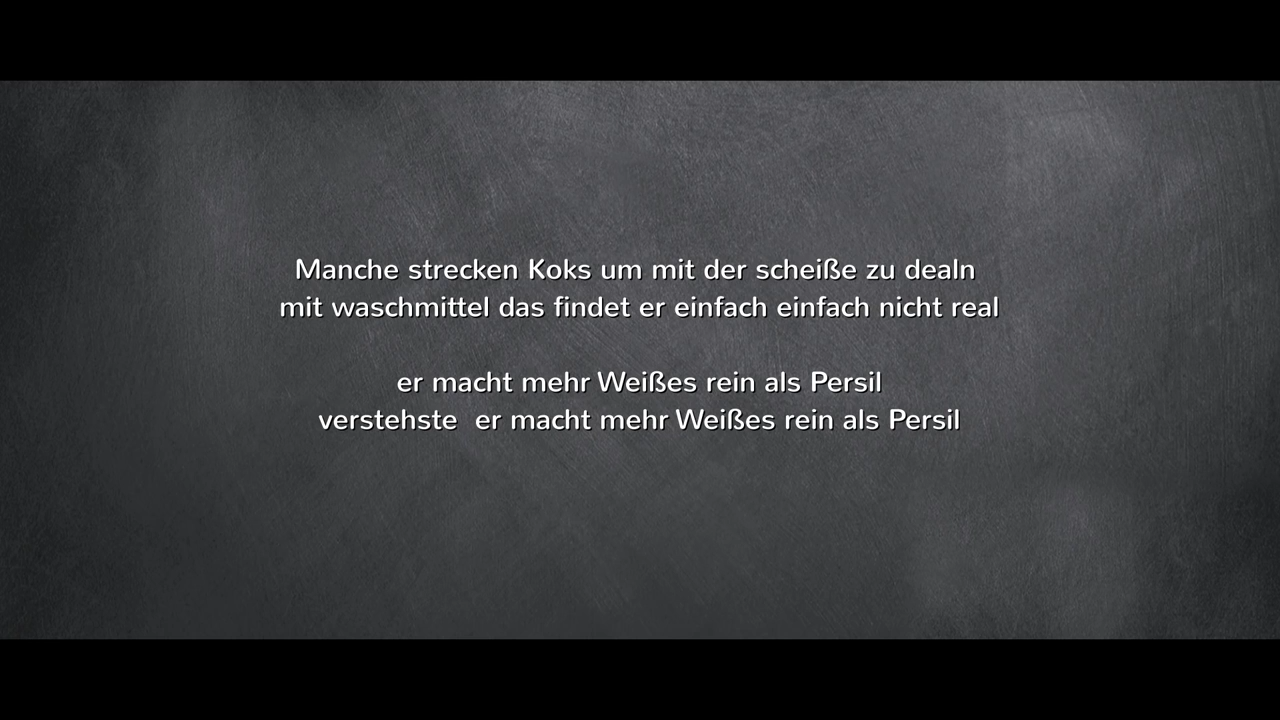 Manche strecken Koks um mit der scheiße zu dealn
mit waschmittel das findet er einfach einfach nicht real
er macht mehr Weißes rein als Persil
verstehste er macht mehr Weißes rein als Persil